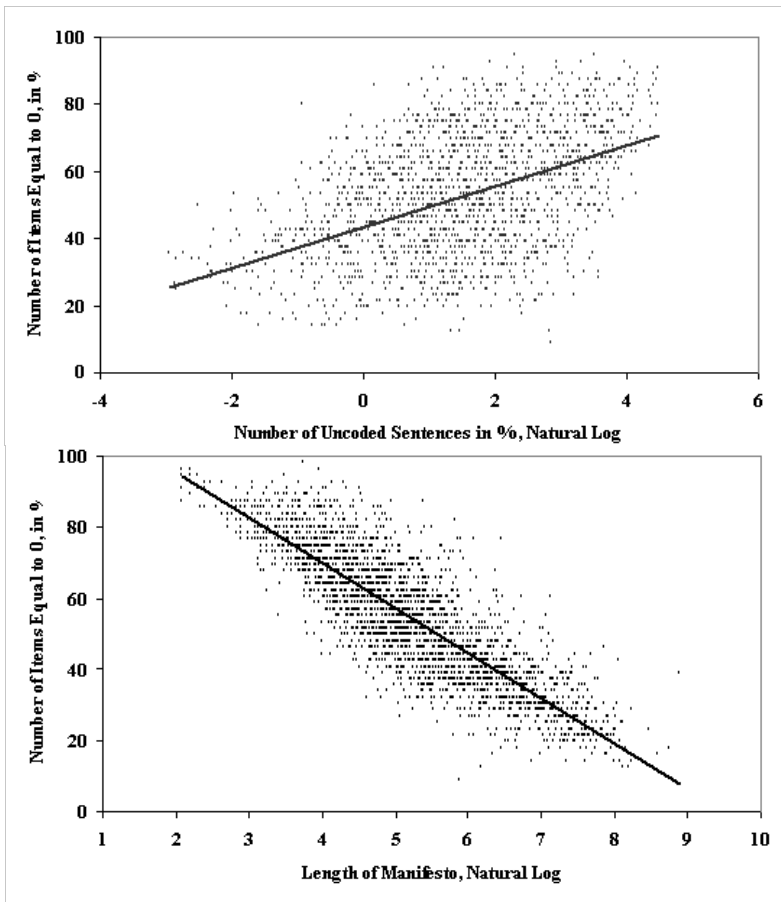 Number of Items Equal to 0, in %
100
80
60
40
20
0
-4 -2 0 2 4 6
Number of Uncoded Sentences in %, Natural Log
Number of Items Equal to 0, in %
100
80
60
40
20
0
1 2 3 4 5 6 7 8 9 10
Length of Manifesto, Natural Log